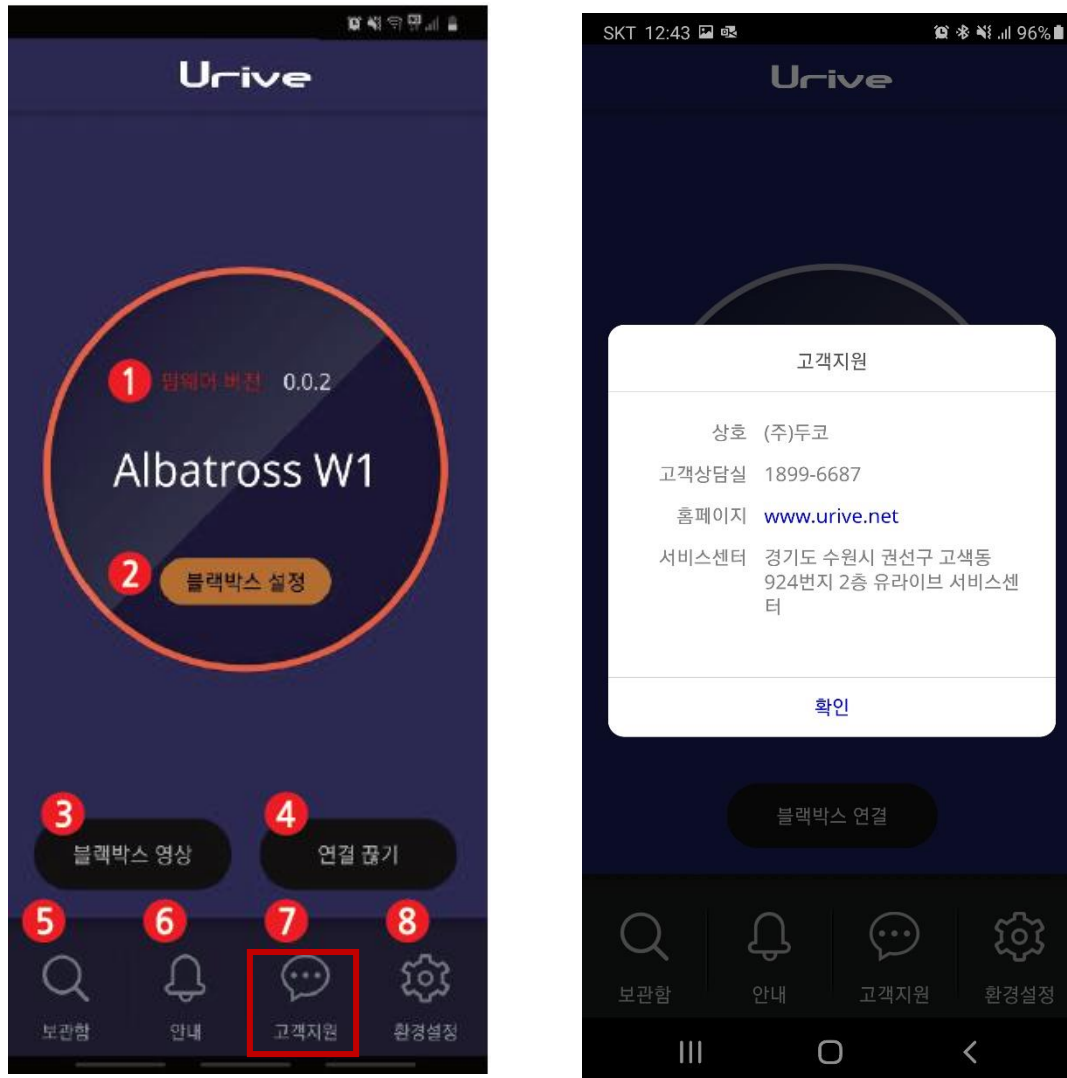 Urive
1 펌웨어 버전 0.0.2
Albatross W1
2 블랙박스 설정
3 블랙박스 영상
4 연결 끊기
5 보관함
6 안내
7 고객지원
8 환경설정
SKT 12:43 96%
Urive
고객지원
상호 (주)두코
고객상담실 1899-6687
홈페이지 www.urive.net
서비스센터 경기도 수원시 권선구 고색동
924번지 2층 유라이브 서비스센
터
확인
블랙박스 연결
보관함
안내
고객지원
환경설정